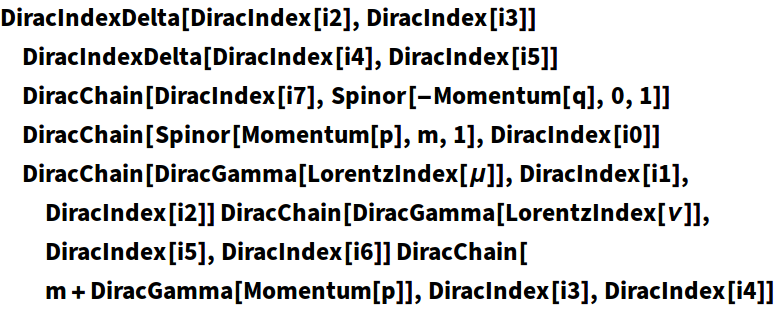 DiracIndexDelta[DiracIndex[i2], DiracIndex[i3]]
DiracIndexDelta[DiracIndex[i4], DiracIndex[i5]]
DiracChain[DiracIndex[i7], Spinor[-Momentum[q], 0, 1]]
DiracChain[Spinor[Momentum[p], m, 1], DiracIndex[i0]]
DiracChain[DiracGamma[LorentzIndex[μ]], DiracIndex[i1],
DiracIndex[i2]] DiracChain[DiracGamma[LorentzIndex[ν]],
DiracIndex[i5], DiracIndex[i6]] DiracChain[
m + DiracGamma[Momentum[p]], DiracIndex[i3], DiracIndex[i4]]